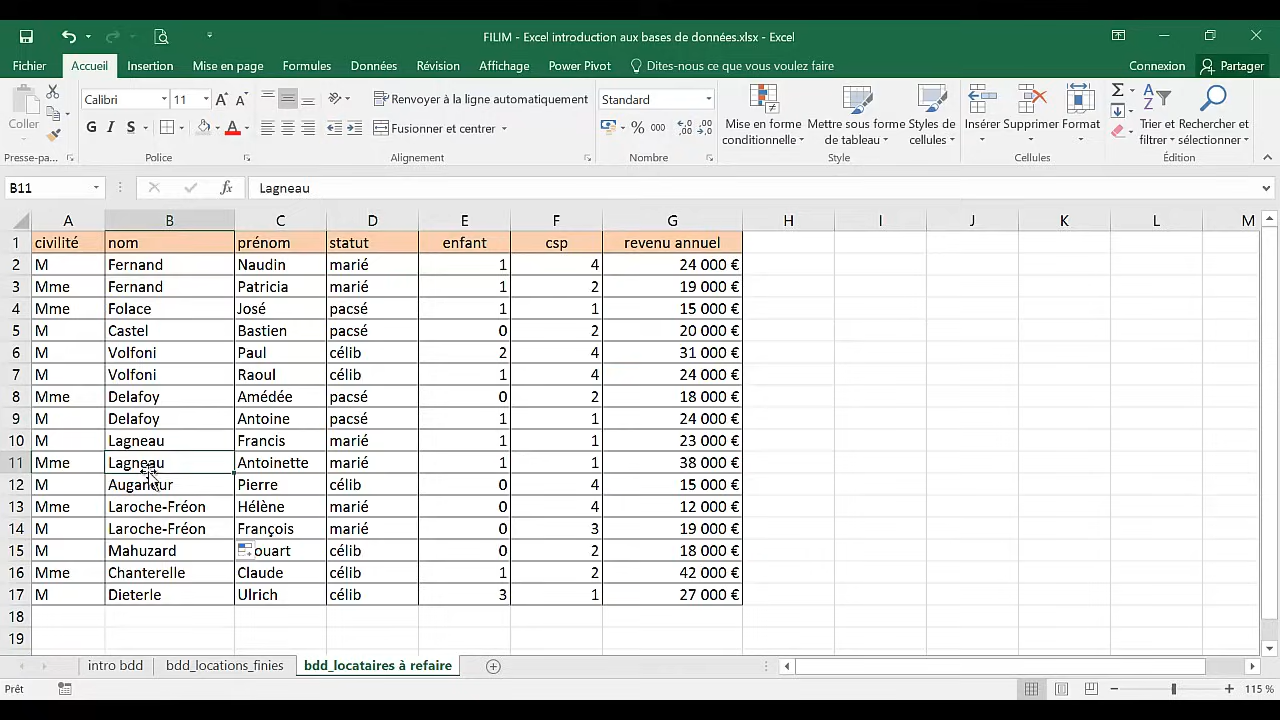 FILIM - Excel introduction aux bases de données.xlsx - Excel
Fichier Accueil Insertion Mise en page Formules Données Révision Affichage Power Pivot Dites-nous ce que vous voulez faire Connexion Partager
Coller
Calibri 11
G I S
Renvoyer à la ligne automatiquement
Fusionner et centrer
Standard
% 000
Mise en forme conditionnelle
Mettre sous forme de tableau
Styles de cellules
Insérer Supprimer Format
Trier et filtrer
Rechercher et sélectionner
Presse-pa... Police Alignement Nombre Style Cellules Édition
B11 fx Lagneau
A B C D E F G H I J K L M
1 civilité nom prénom statut enfant csp revenu annuel
2 M Fernand Naudin marié 1 4 24 000 €
3 Mme Fernand Patricia marié 1 2 19 000 €
4 Mme Folace José pacsé 1 1 15 000 €
5 M Castel Bastien pacsé 0 2 20 000 €
6 M Volfoni Paul célib 2 4 31 000 €
7 M Volfoni Raoul célib 1 4 24 000 €
8 Mme Delafoy Amédée pacsé 0 2 18 000 €
9 M Delafoy Antoine pacsé 1 1 24 000 €
10 M Lagneau Francis marié 1 1 23 000 €
11 Mme Lagneau Antoinette marié 1 1 38 000 €
12 M Pierre célib 0 4 15 000 €
13 Mme Laroche-Fréon Hélène marié 0 4 12 000 €
14 M Laroche-Fréon François marié 0 3 19 000 €
15 M Mahuzard ouart célib 0 2 18 000 €
16 Mme Chanterelle Claude célib 1 2 42 000 €
17 M Dieterle Ulrich célib 3 1 27 000 €
18
19
intro bdd bdd_locations_finies bdd_locataires à refaire
Prêt 115 %